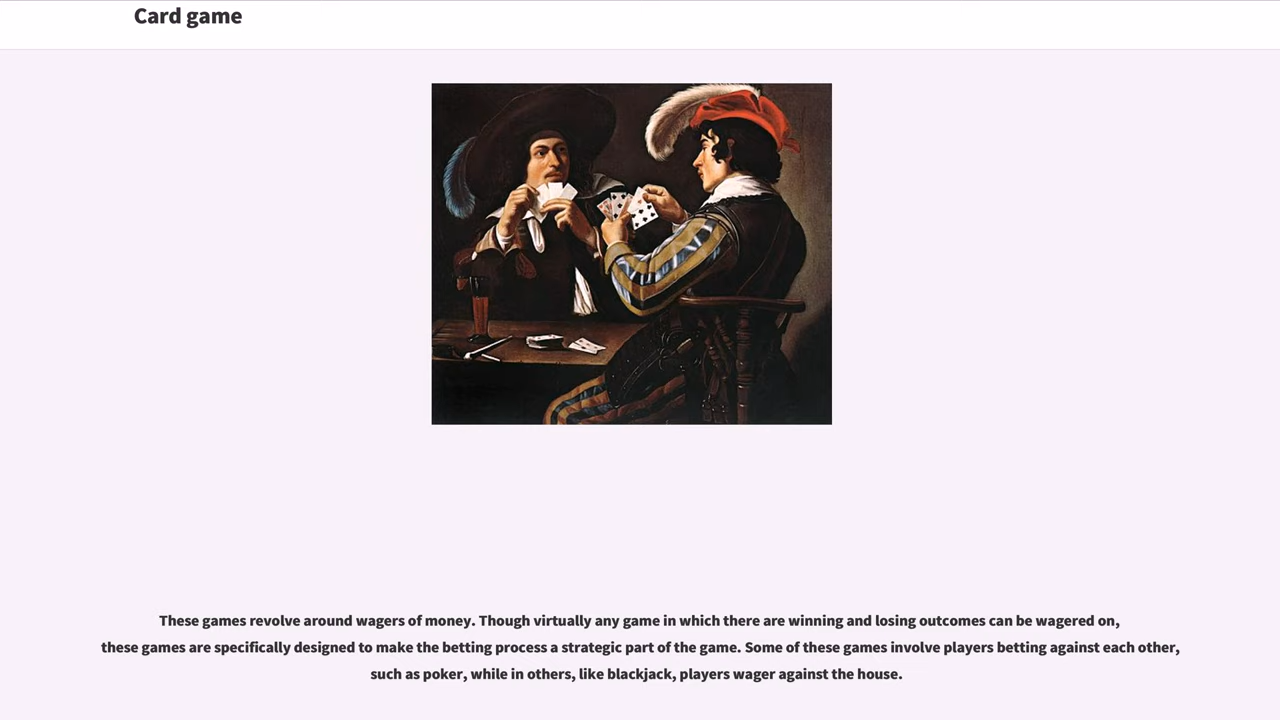 Card game
These games revolve around wagers of money. Though virtually any game in which there are winning and losing outcomes can be wagered on,
these games are specifically designed to make the betting process a strategic part of the game. Some of these games involve players betting against each other,
such as poker, while in others, like blackjack, players wager against the house.